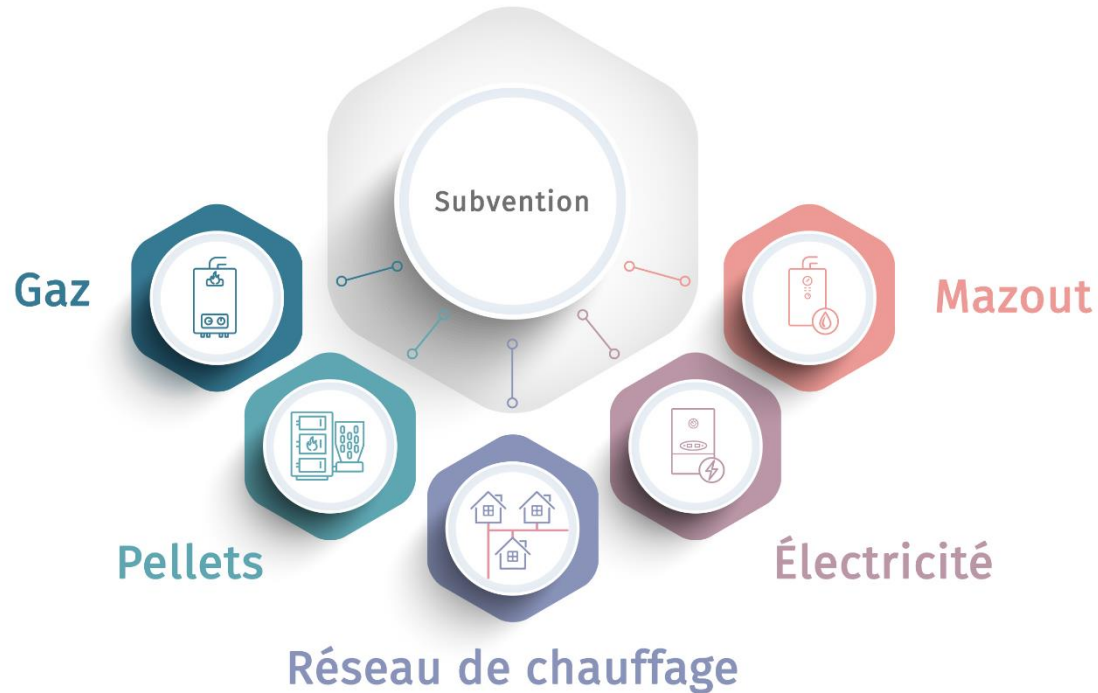 Subvention
Gaz
Mazout
Pellets
Électricité
Réseau de chauffage